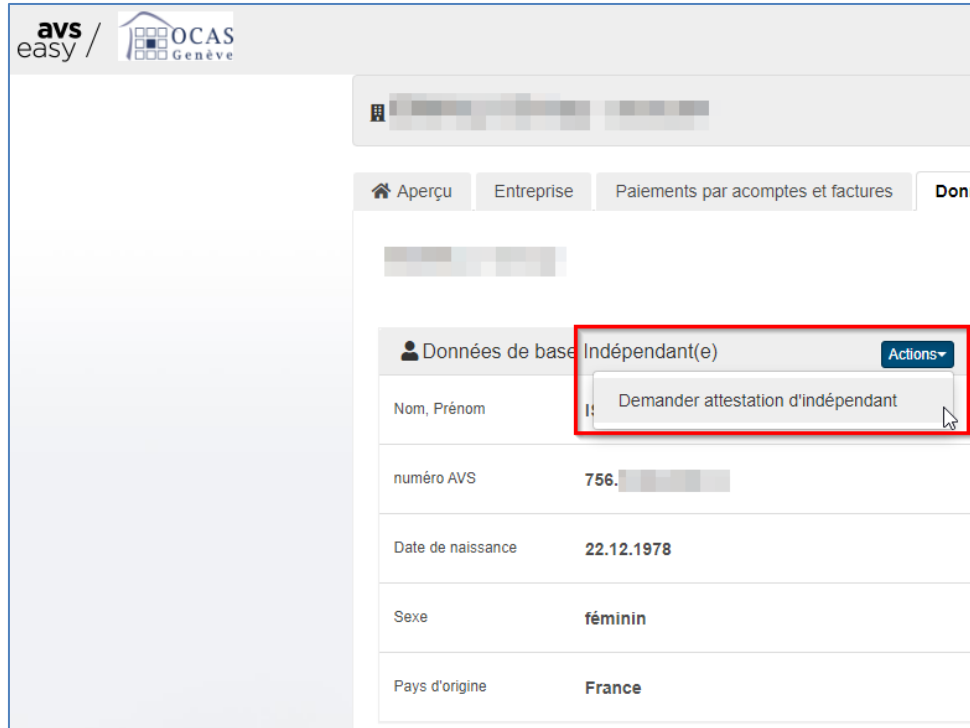 avs
easy /
OCAS
Genève
Aperçu Entreprise Paiements par acomptes et factures
Données de base Indépendant(e) Actions
Nom, Prénom Demander attestation d'indépendant
numéro AVS 756.
Date de naissance 22.12.1978
Sexe féminin
Pays d'origine France